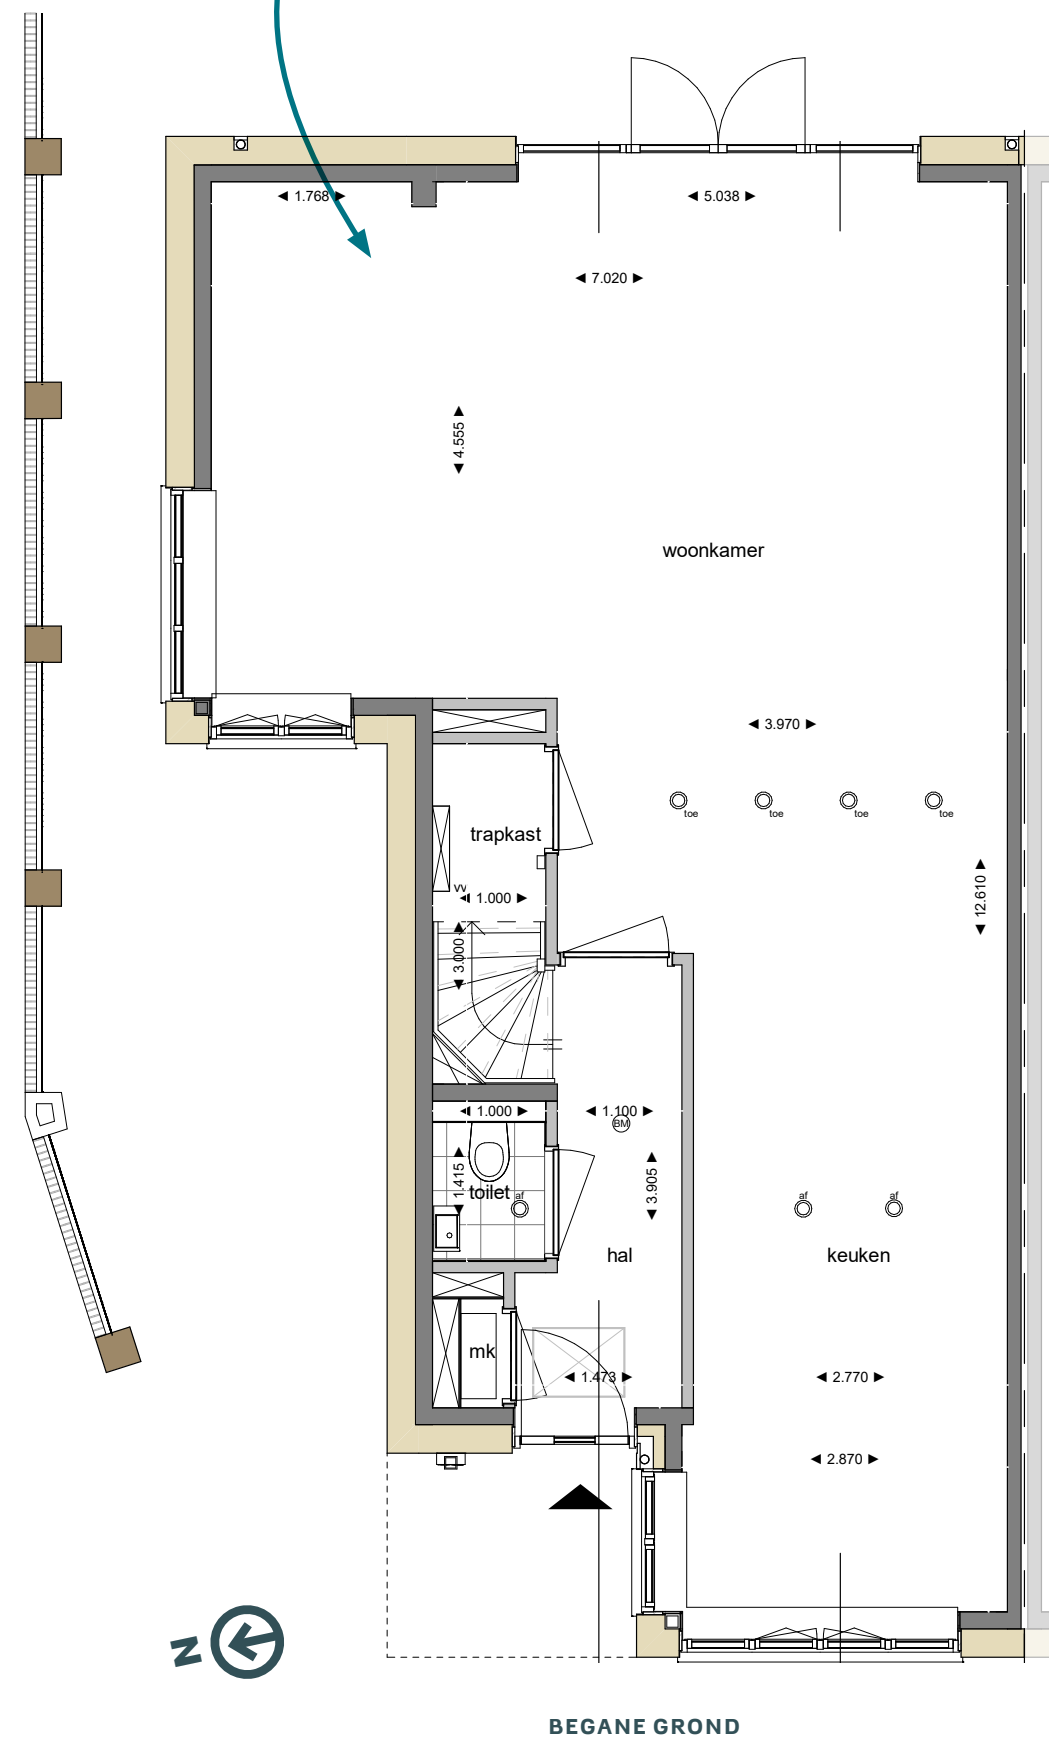 1.768
5.038
7.020
4.555
woonkamer
3.970
toe
toe
toe
toe
trapkast
12.610
vv
1.000
3.000
1.000
1.100
BM
1.415
toilet
af
3.905
af
af
hal
keuken
mk
1.473
2.770
2.870
N
BEGANE GROND